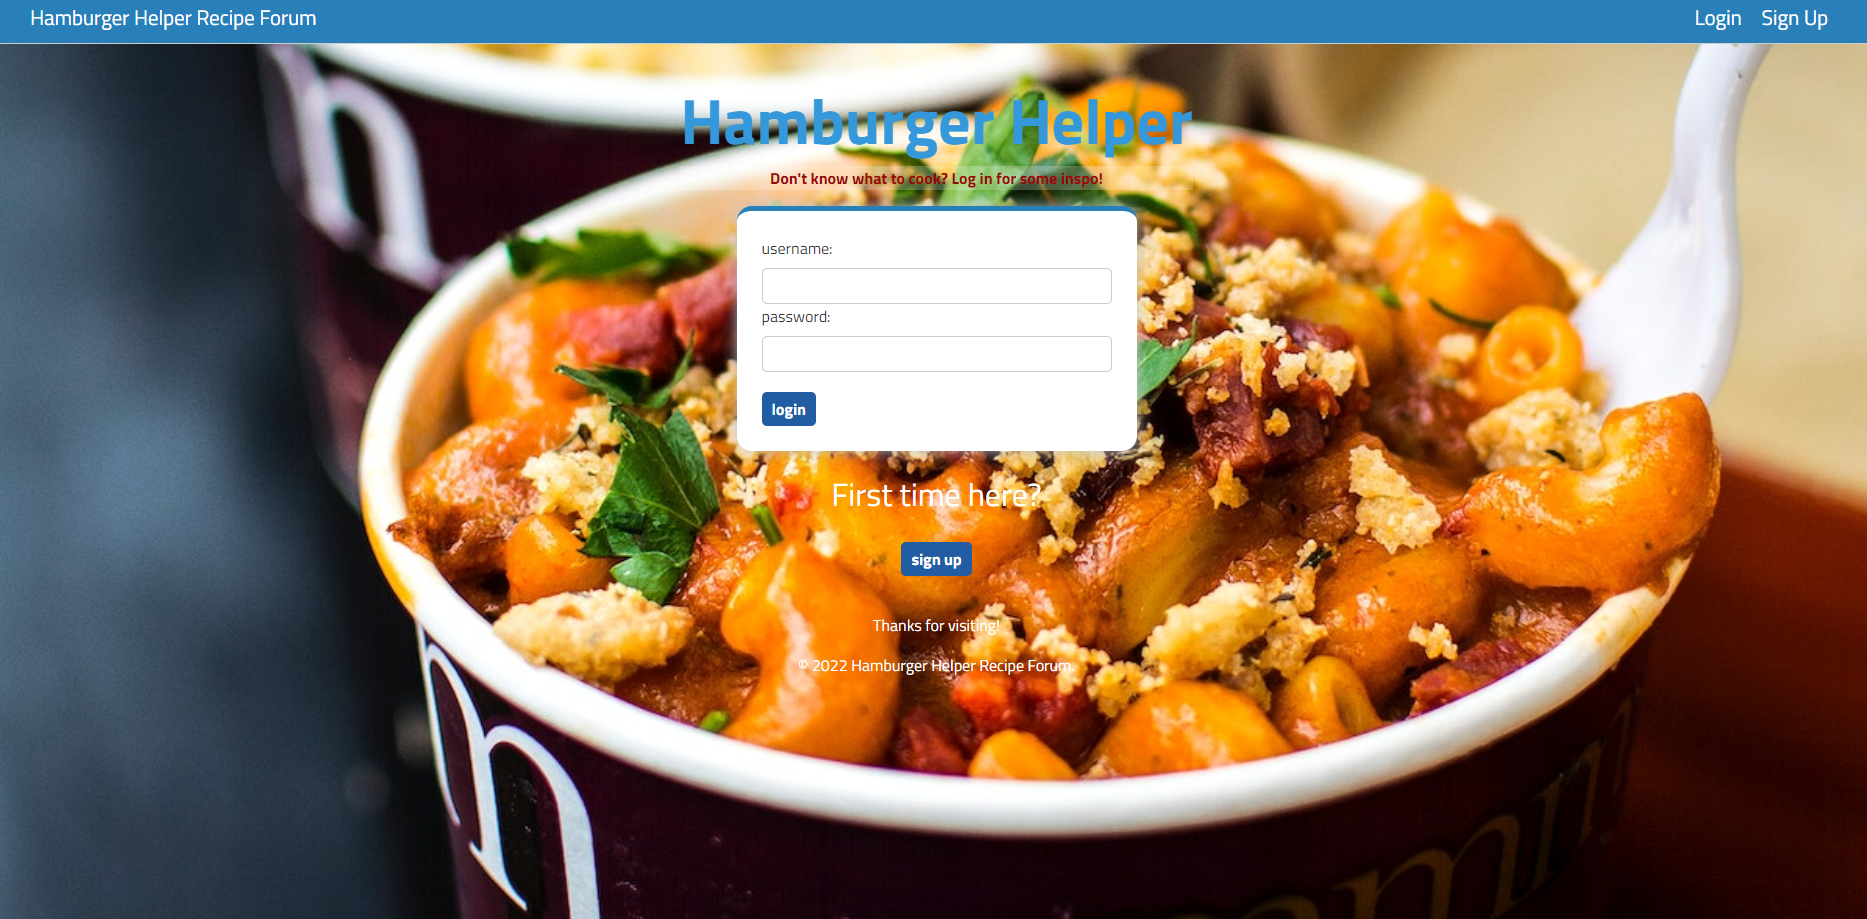 Hamburger Helper Recipe Forum
Login Sign Up
Hamburger Helper
Don't know what to cook? Log in for some inspo!
username:
password:
login
First time here?
sign up
Thanks for visiting!
© 2022 Hamburger Helper Recipe Forum.